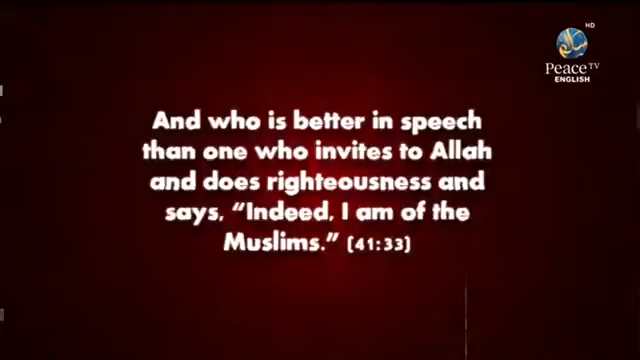 HD
Peace TV
ENGLISH
And who is better in speech
than one who invites to Allah
and does righteousness and
says, “Indeed, I am of the
Muslims.” (41:33)